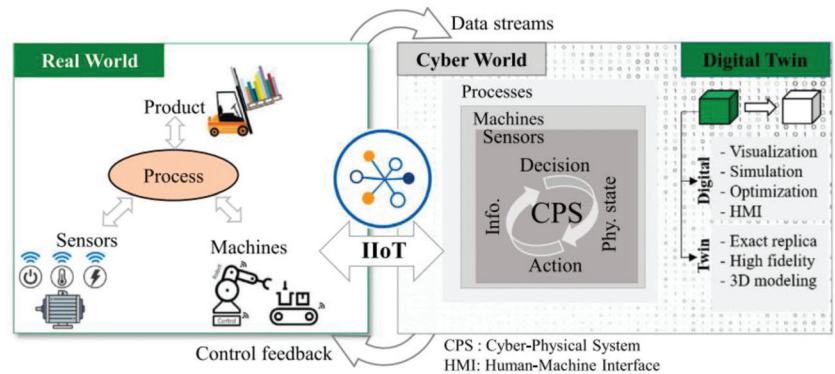 Data streams
Real World
Cyber World
Digital Twin
Product
Process
Sensors
Machines
Control
IIoT
Processes
Machines
Sensors
Decision
Info.
CPS
Phy. state
Action
Digital
- Visualization
- Simulation
- Optimization
- HMI
Twin
- Exact replica
- High fidelity
- 3D modeling
Control feedback
CPS : Cyber-Physical System
HMI: Human-Machine Interface